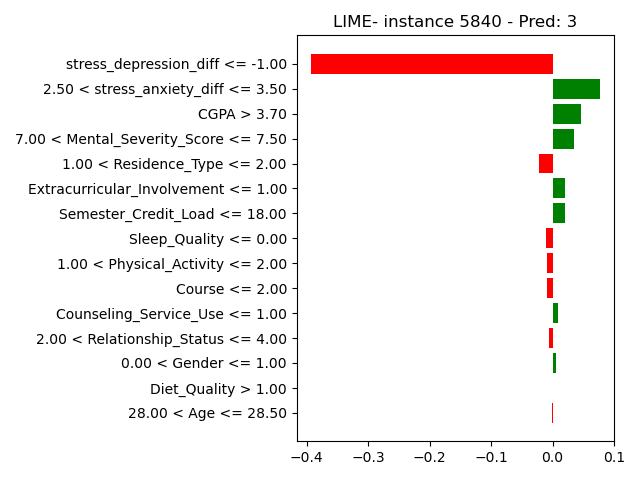 LIME- instance 5840 - Pred: 3
stress_depression_diff <= -1.00
2.50 < stress_anxiety_diff <= 3.50
CGPA > 3.70
7.00 < Mental_Severity_Score <= 7.50
1.00 < Residence_Type <= 2.00
Extracurricular_Involvement <= 1.00
Semester_Credit_Load <= 18.00
Sleep_Quality <= 0.00
1.00 < Physical_Activity <= 2.00
Course <= 2.00
Counseling_Service_Use <= 1.00
2.00 < Relationship_Status <= 4.00
0.00 < Gender <= 1.00
Diet_Quality > 1.00
28.00 < Age <= 28.50
−0.4 −0.3 −0.2 −0.1 0.0 0.1